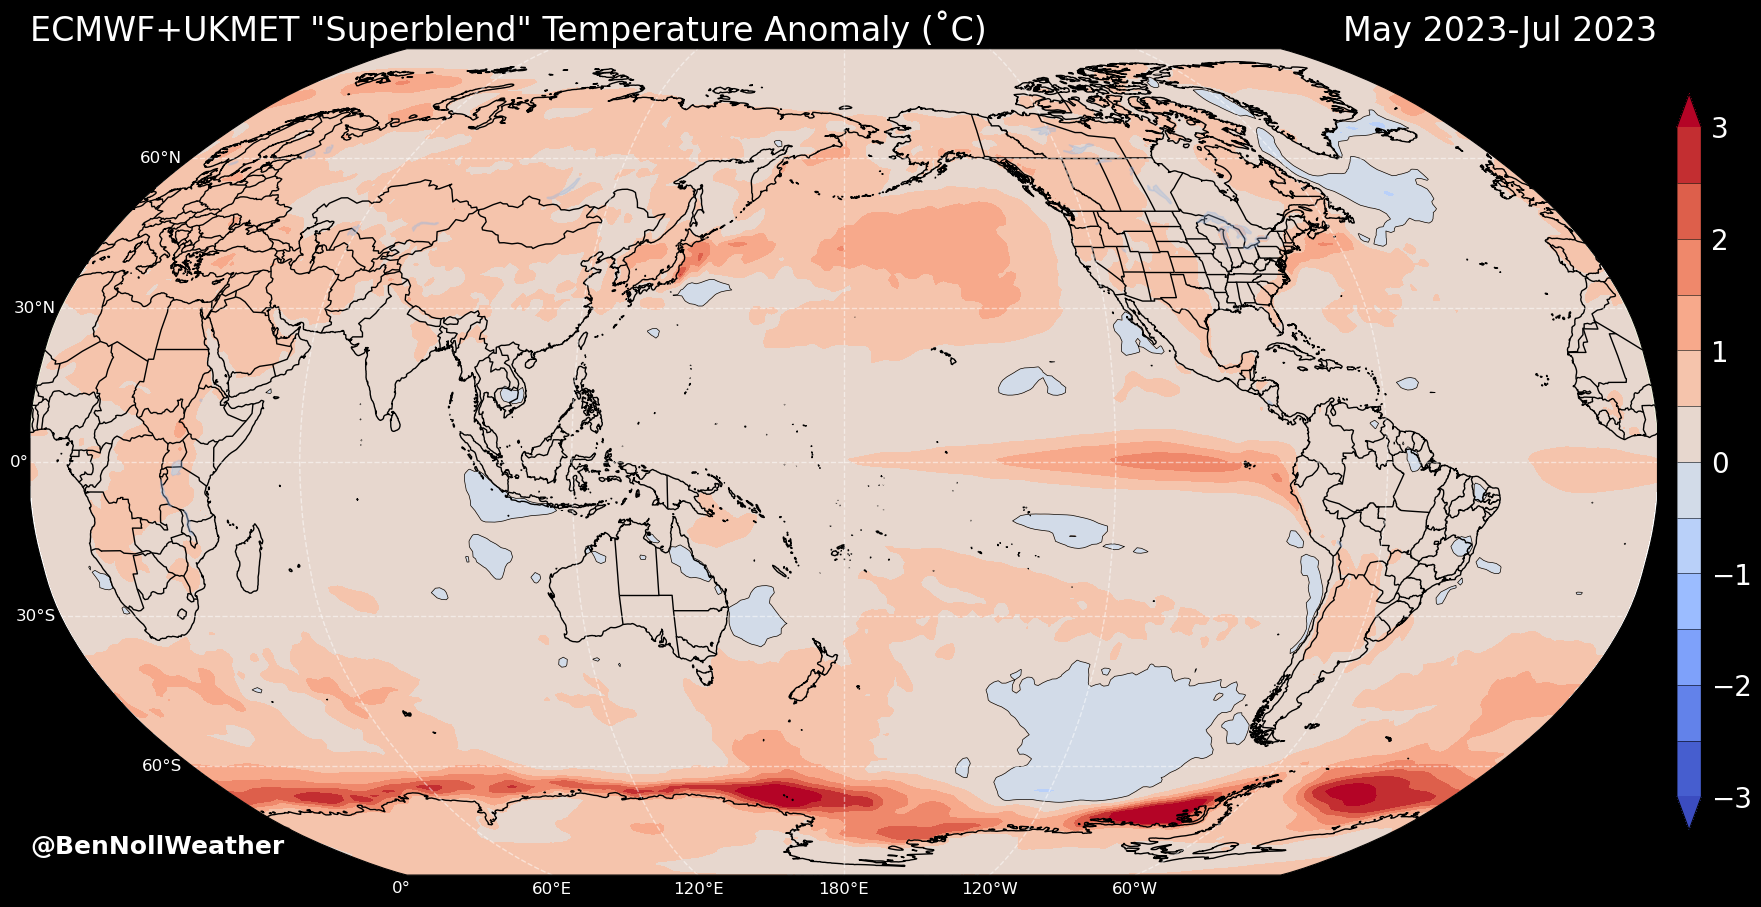 ECMWF+UKMET "Superblend" Temperature Anomaly (˚C)
May 2023-Jul 2023
60°N
30°N
0°
30°S
60°S
3
2
1
0
−1
−2
−3
@BenNollWeather
0° 60°E 120°E 180°E 120°W 60°W